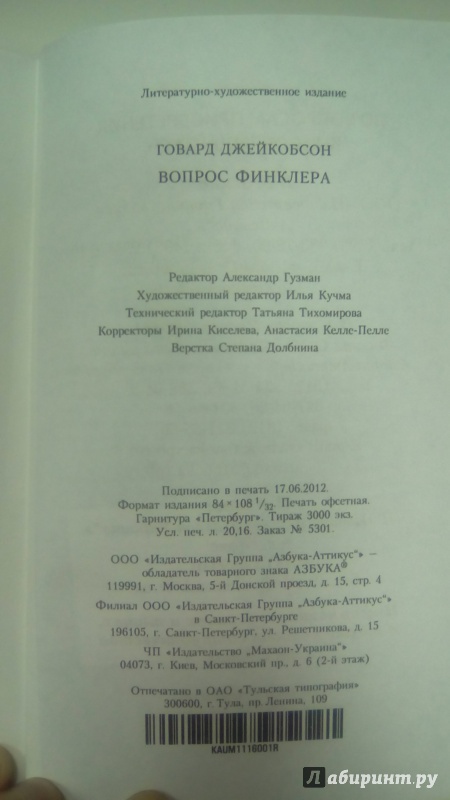 Литературно-художественное издание
ГОВАРД ДЖЕЙКОБСОН
ВОПРОС ФИНКЛЕРА
Редактор Александр Гузман
Художественный редактор Илья Кучма
Технический редактор Татьяна Тихомирова
Корректоры Ирина Киселева, Анастасия Келле-Пелле
Верстка Степана Долбнина
Подписано в печать 17.06.2012.
Формат издания 84 × 108 1/32. Печать офсетная.
Гарнитура «Петербург». Тираж 3000 экз.
Усл. печ. л. 20,16. Заказ № 5301.
ООО «Издательская Группа „Азбука-Аттикус"» –
обладатель товарного знака АЗБУКА®
119991, г. Москва, 5-й Донской проезд, д. 15, стр. 4
Филиал ООО «Издательская Группа „Азбука-Аттикус"»
в Санкт-Петербурге
196105, г. Санкт-Петербург, ул. Решетникова, д. 15
ЧП «Издательство „Махаон-Украина"»
04073, г. Киев, Московский пр., д. 6 (2-й этаж)
Отпечатано в ОАО «Тульская типография»
300600, г. Тула, пр. Ленина, 109
KAUM1116001R
Лабиринт.ру